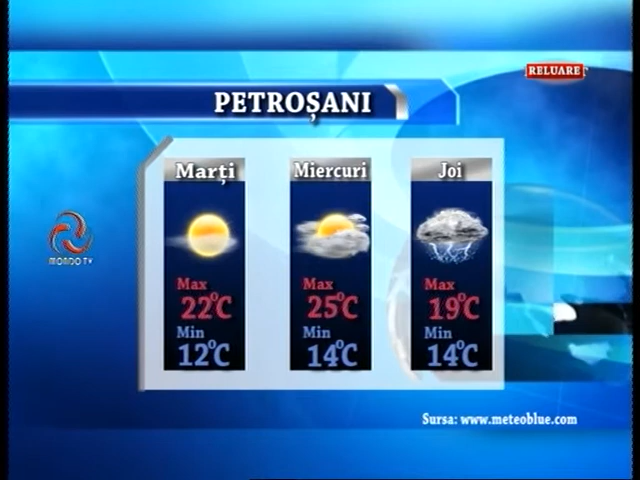 RELUARE
PETROȘANI
Marți
Miercuri
Joi
Max
22°C
Min
12°C
Max
25°C
Min
14°C
Max
19°C
Min
14°C
MONDO TV
Sursa: www.meteoblue.com